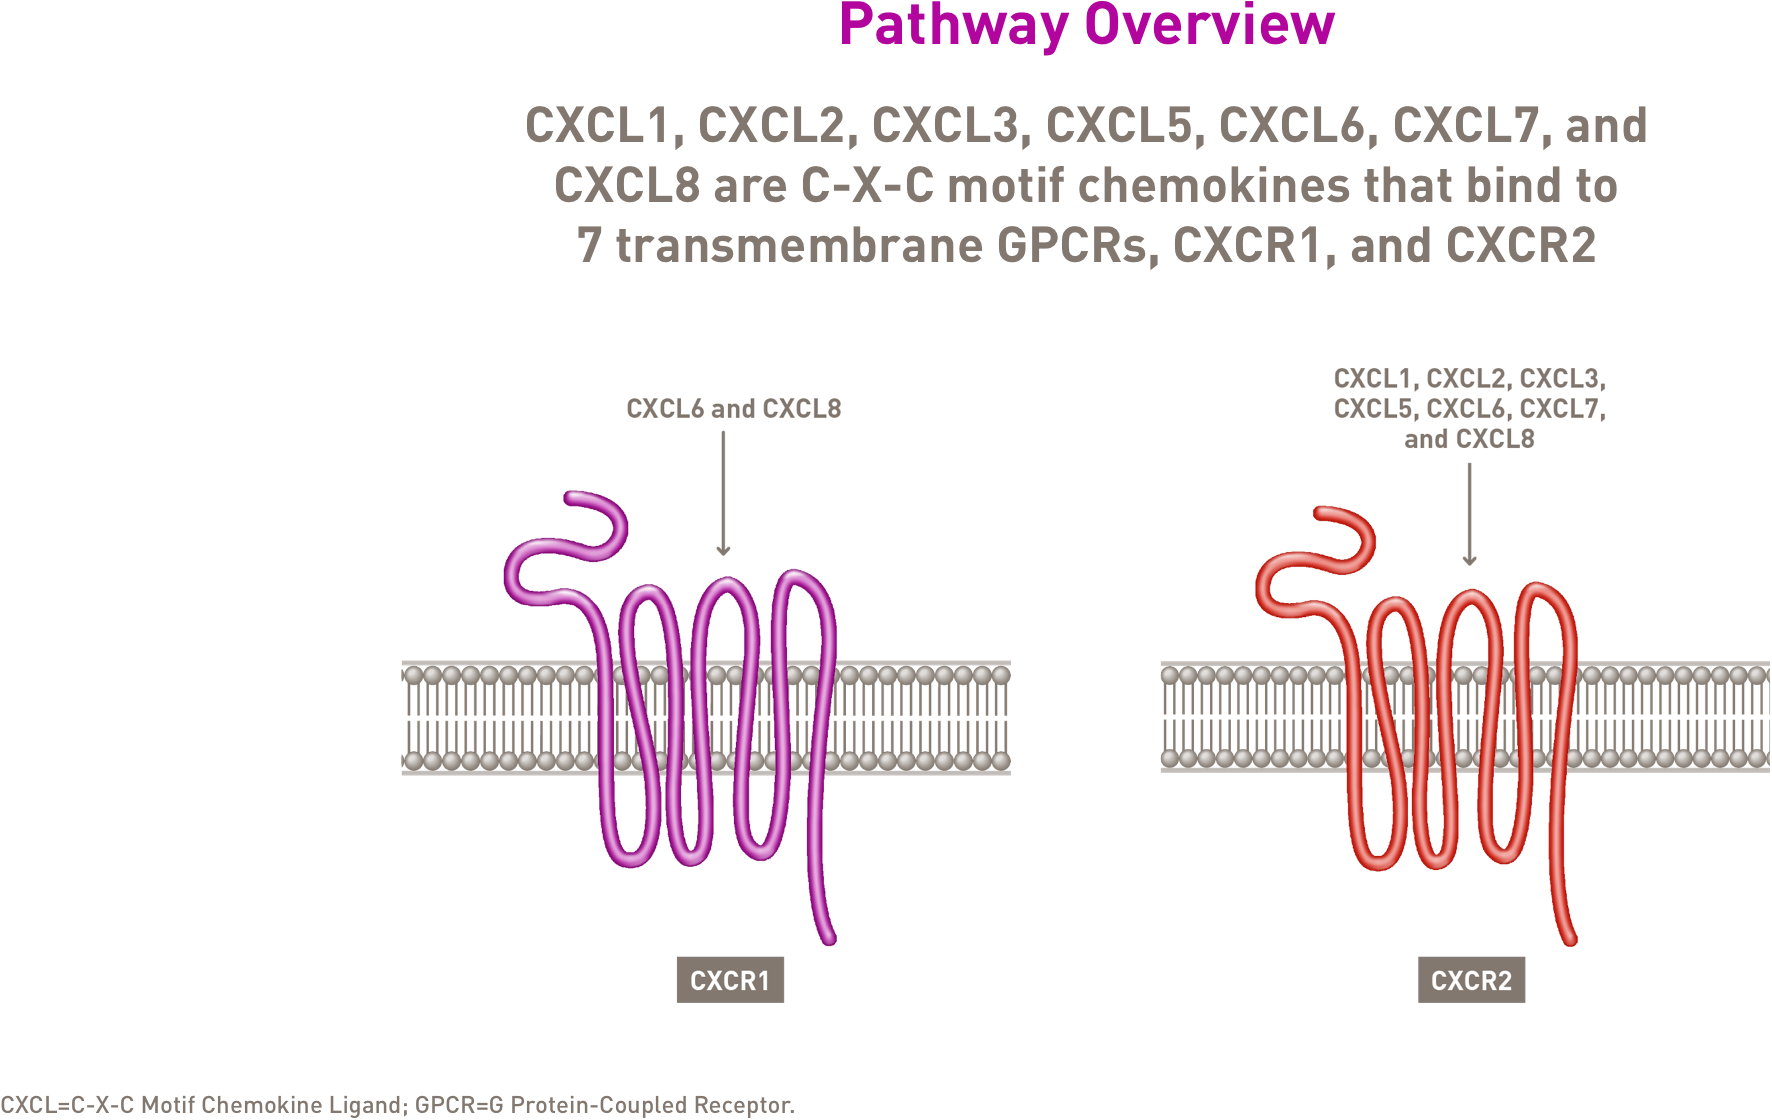 Pathway Overview
CXCL1, CXCL2, CXCL3, CXCL5, CXCL6, CXCL7, and
CXCL8 are C-X-C motif chemokines that bind to
7 transmembrane GPCRs, CXCR1, and CXCR2
CXCL6 and CXCL8
CXCL1, CXCL2, CXCL3,
CXCL5, CXCL6, CXCL7,
and CXCL8
CXCR1
CXCR2
CXCL=C-X-C Motif Chemokine Ligand; GPCR=G Protein-Coupled Receptor.